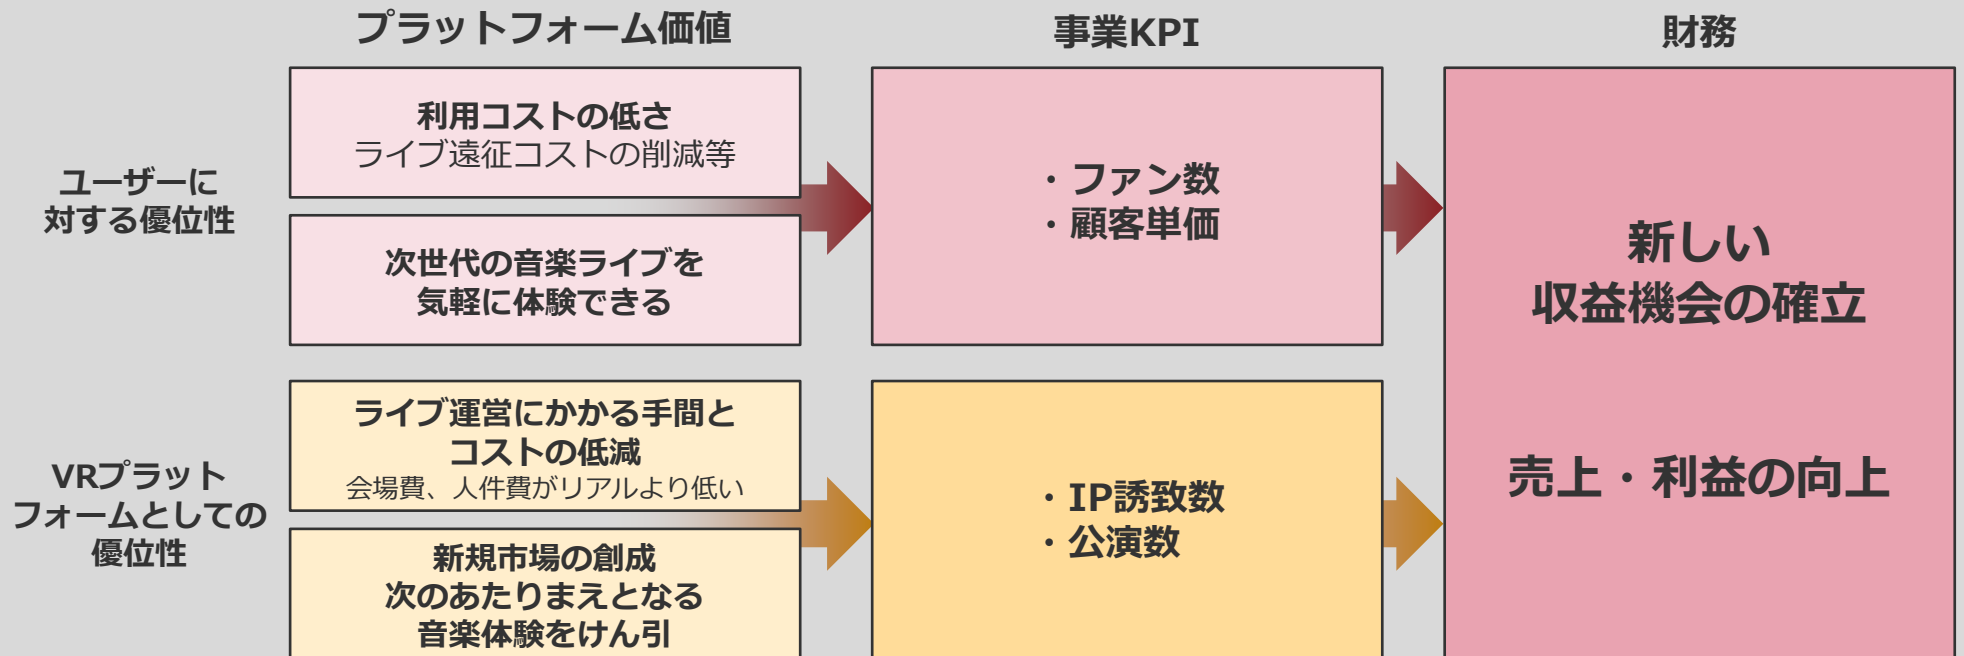 プラットフォーム価値
事業KPI
財務
ユーザーに
対する優位性
利用コストの低さ
ライブ遠征コストの削減等
次世代の音楽ライブを
気軽に体験できる
・ファン数
・顧客単価
新しい
収益機会の確立
売上・利益の向上
VRプラット
フォームとしての
優位性
ライブ運営にかかる手間と
コストの低減
会場費、人件費がリアルより低い
新規市場の創成
次のあたりまえとなる
音楽体験をけん引
・IP誘致数
・公演数